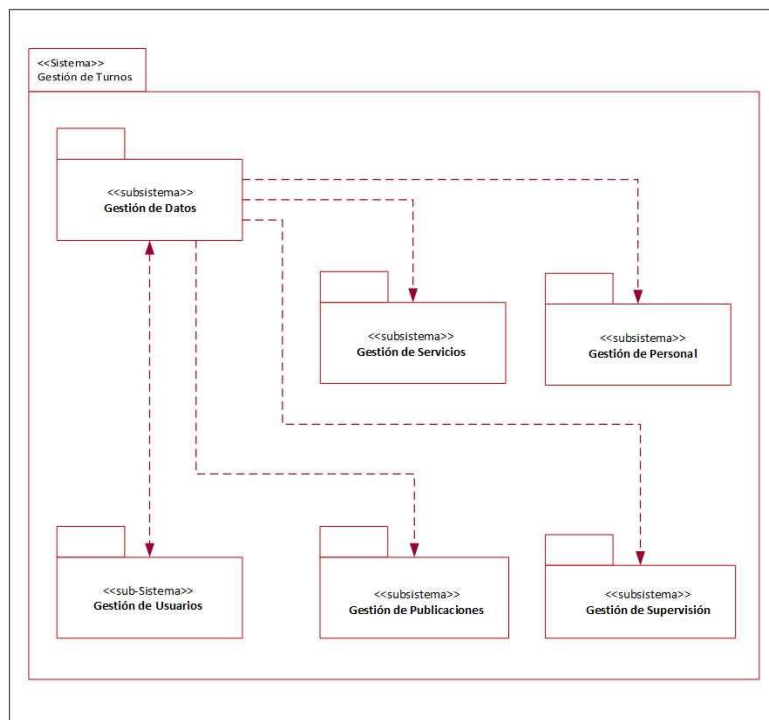 <<Sistema>>
Gestión de Turnos
<<subsistema>>
Gestión de Datos
<<subsistema>>
Gestión de Servicios
<<subsistema>>
Gestión de Personal
<<sub-Sistema>>
Gestión de Usuarios
<<subsistema>>
Gestión de Publicaciones
<<subsistema>>
Gestión de Supervisión